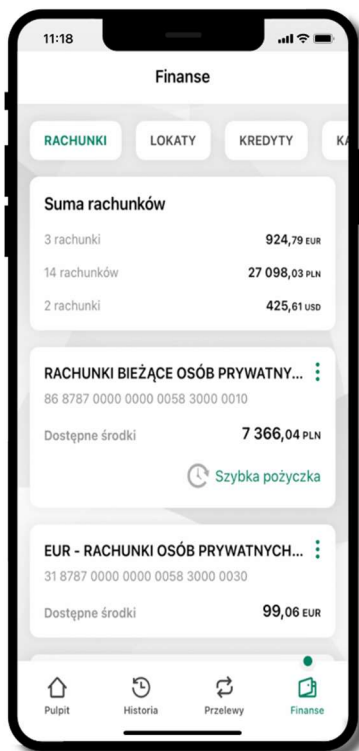 11:18
Finanse
RACHUNKI LOKATY KREDYTY KA
Suma rachunków
3 rachunki 924,79 EUR
14 rachunków 27 098,03 PLN
2 rachunki 425,61 USD
RACHUNKI BIEŻĄCE OSÓB PRYWATNY...
86 8787 0000 0000 0058 3000 0010
Dostępne środki 7 366,04 PLN
Szybka pożyczka
EUR - RACHUNKI OSÓB PRYWATNYCH...
31 8787 0000 0000 0058 3000 0030
Dostępne środki 99,06 EUR
Pulpit Historia Przelewy Finanse